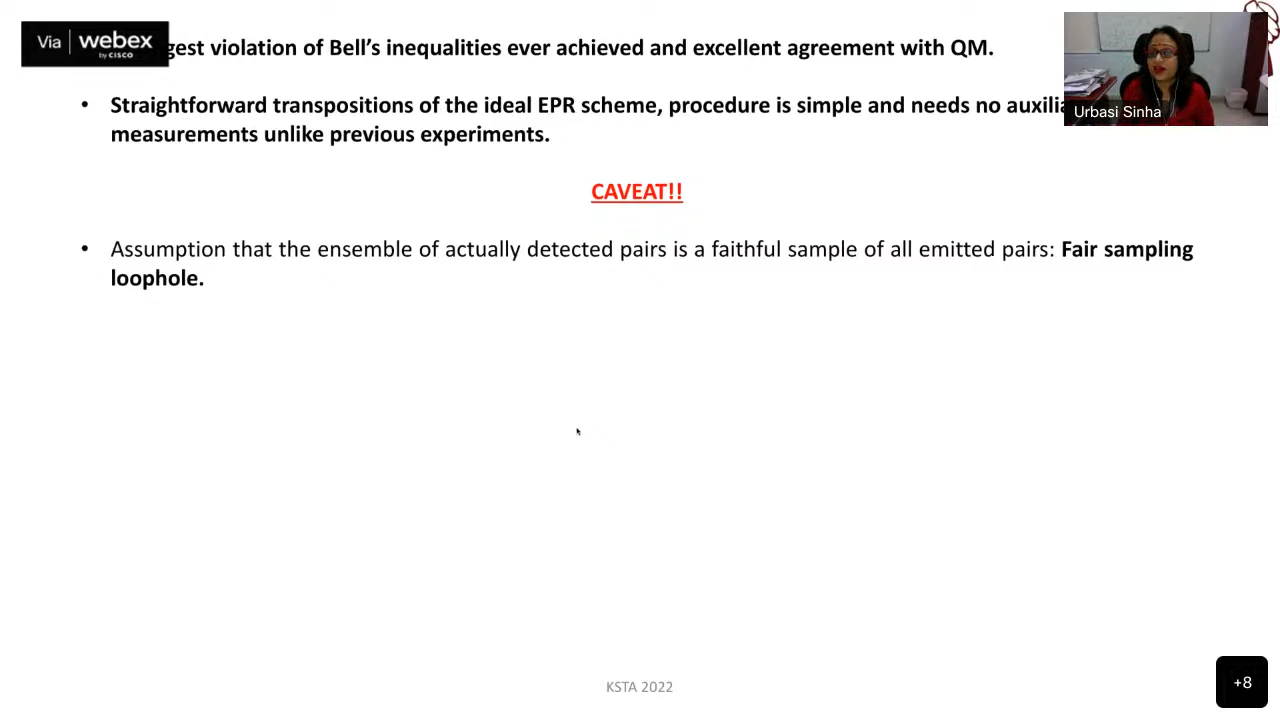 Via webex
by CISCO
violation of Bell’s inequalities ever achieved and excellent agreement with QM.
• Straightforward transpositions of the ideal EPR scheme, procedure is simple and needs no
measurements unlike previous experiments.
Urbasi Sinha
CAVEAT!!
• Assumption that the ensemble of actually detected pairs is a faithful sample of all emitted pairs: Fair sampling
loophole.
KSTA 2022
+8